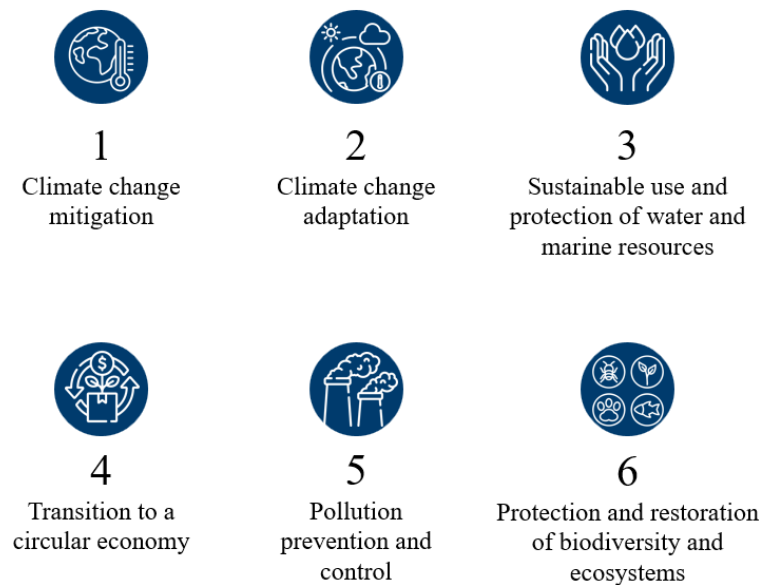 1
Climate change
mitigation
2
Climate change
adaptation
3
Sustainable use and
protection of water and
marine resources
$
4
Transition to a
circular economy
5
Pollution
prevention and
control
6
Protection and restoration
of biodiversity and
ecosystems